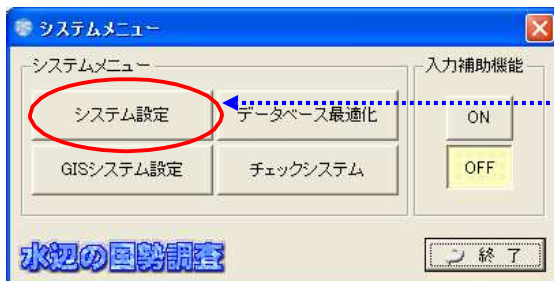 システムメニュー
システムメニュー
入力補助機能
システム設定
データベース最適化
ON
GISシステム設定
チェックシステム
OFF
水辺の国勢調査
終 了